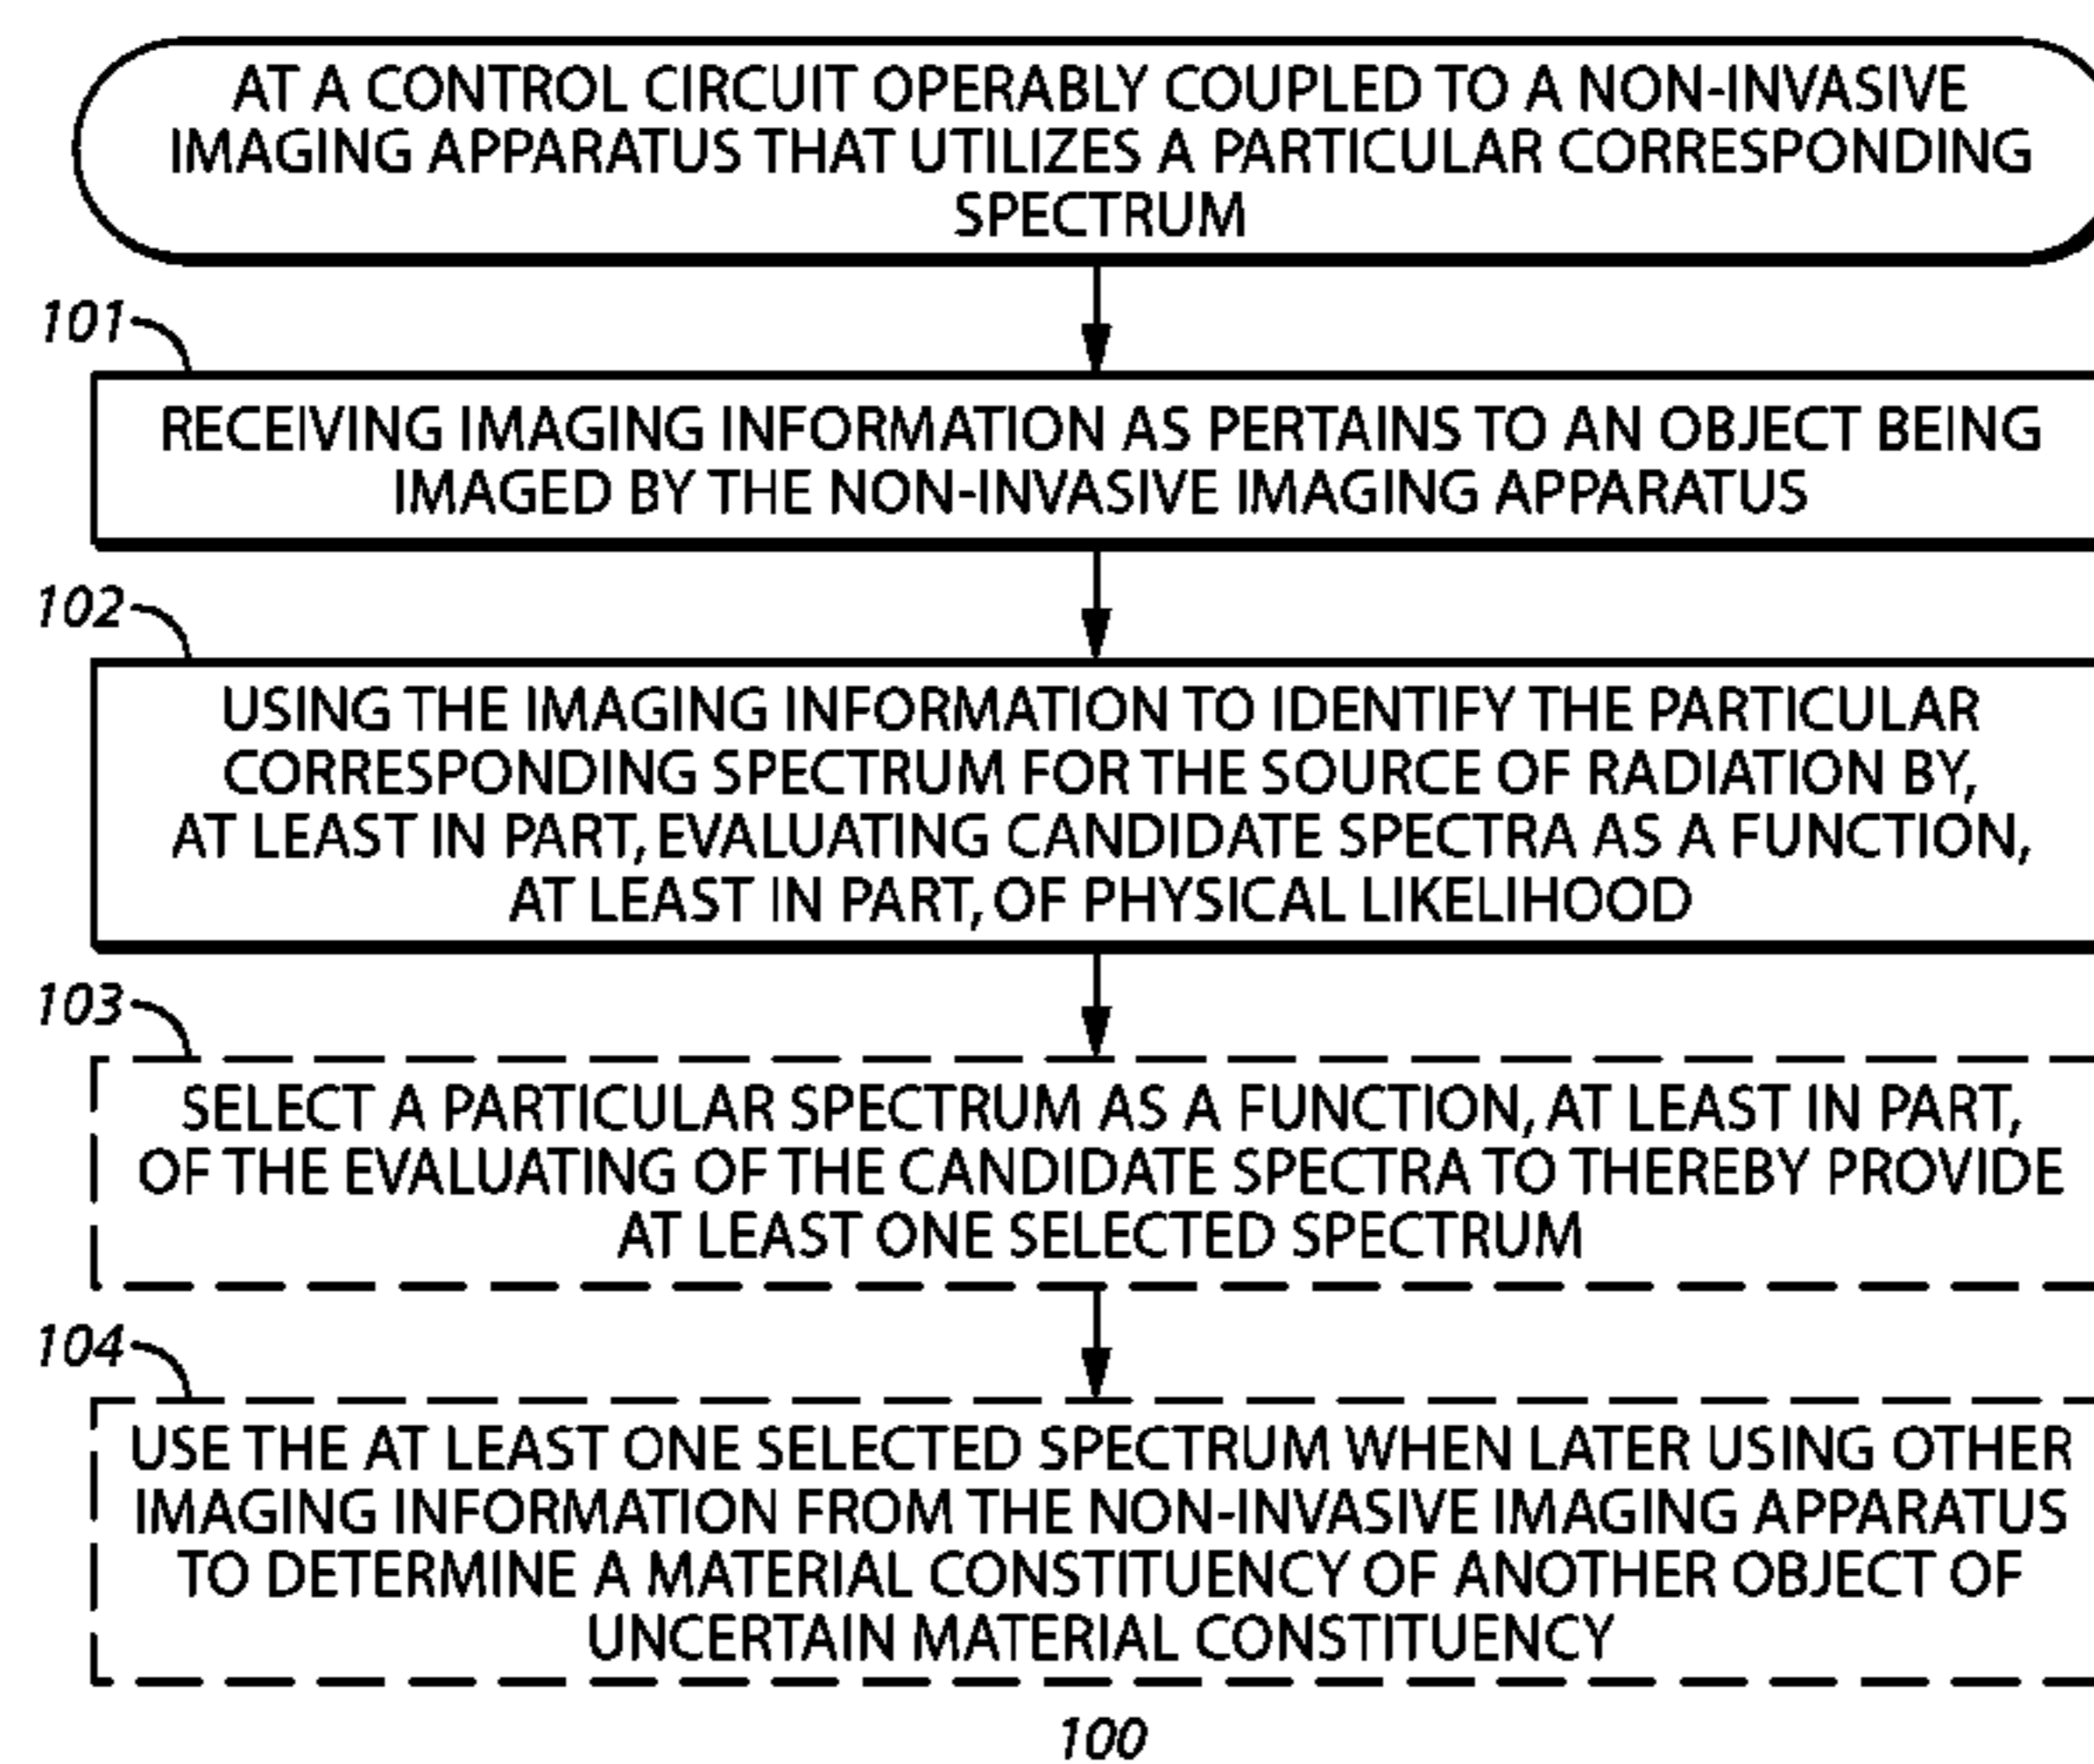 AT A CONTROL CIRCUIT OPERABLY COUPLED TO A NON-INVASIVE
IMAGING APPARATUS THAT UTILIZES A PARTICULAR CORRESPONDING
SPECTRUM
101
RECEIVING IMAGING INFORMATION AS PERTAINS TO AN OBJECT BEING
IMAGED BY THE NON-INVASIVE IMAGING APPARATUS
102
USING THE IMAGING INFORMATION TO IDENTIFY THE PARTICULAR
CORRESPONDING SPECTRUM FOR THE SOURCE OF RADIATION BY,
AT LEAST IN PART, EVALUATING CANDIDATE SPECTRA AS A FUNCTION,
AT LEAST IN PART, OF PHYSICAL LIKELIHOOD
103
SELECT A PARTICULAR SPECTRUM AS A FUNCTION, AT LEAST IN PART,
OF THE EVALUATING OF THE CANDIDATE SPECTRA TO THEREBY PROVIDE
AT LEAST ONE SELECTED SPECTRUM
104
USE THE AT LEAST ONE SELECTED SPECTRUM WHEN LATER USING OTHER
IMAGING INFORMATION FROM THE NON-INVASIVE IMAGING APPARATUS
TO DETERMINE A MATERIAL CONSTITUENCY OF ANOTHER OBJECT OF
UNCERTAIN MATERIAL CONSTITUENCY
100